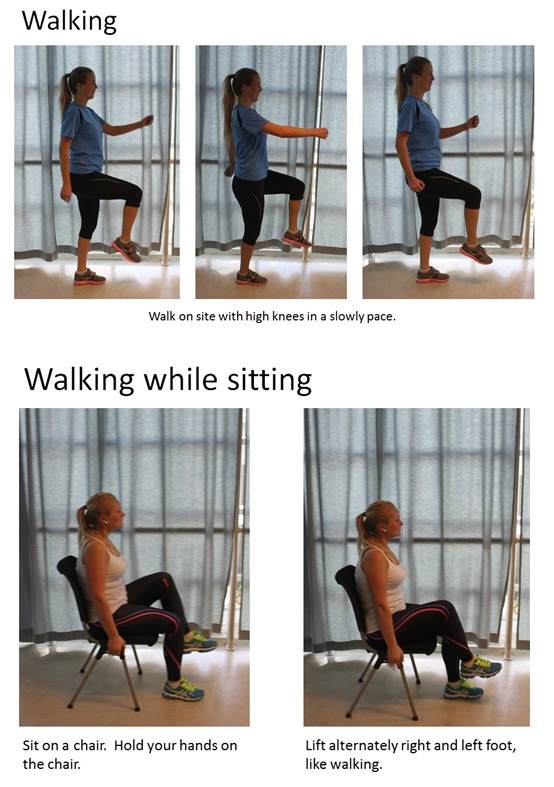 Walking
Walk on site with high knees in a slowly pace.
Walking while sitting
Sit on a chair.  Hold your hands on
the chair.
Lift alternately right and left foot,
like walking.